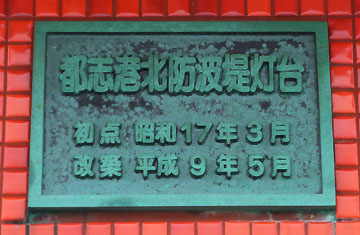 都志港北防波堤灯台
初点 昭和17年3月
改築 平成9年5月